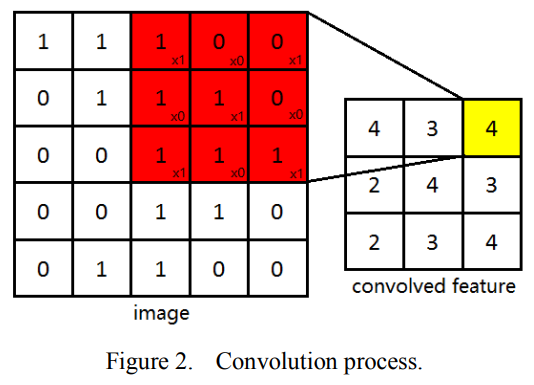 1 1 1 x1 0 x0 0 x1
0 1 1 x0 1 x1 0 x0
0 0 1 x1 1 x0 1 x1
0 0 1 1 0
0 1 1 0 0
image
4 3 4
2 4 3
2 3 4
convolved feature
Figure 2. Convolution process.